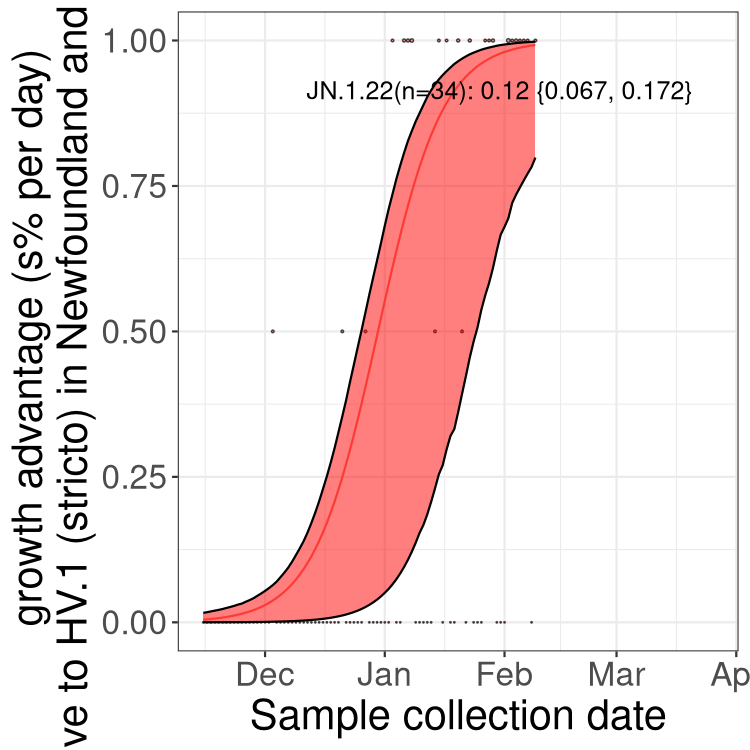 growth advantage (s% per day)
ve to HV.1 (stricto) in Newfoundland and
1.00
0.75
0.50
0.25
0.00
JN.1.22(n=34): 0.12 {0.067, 0.172}
Dec Jan Feb Mar Ap
Sample collection date